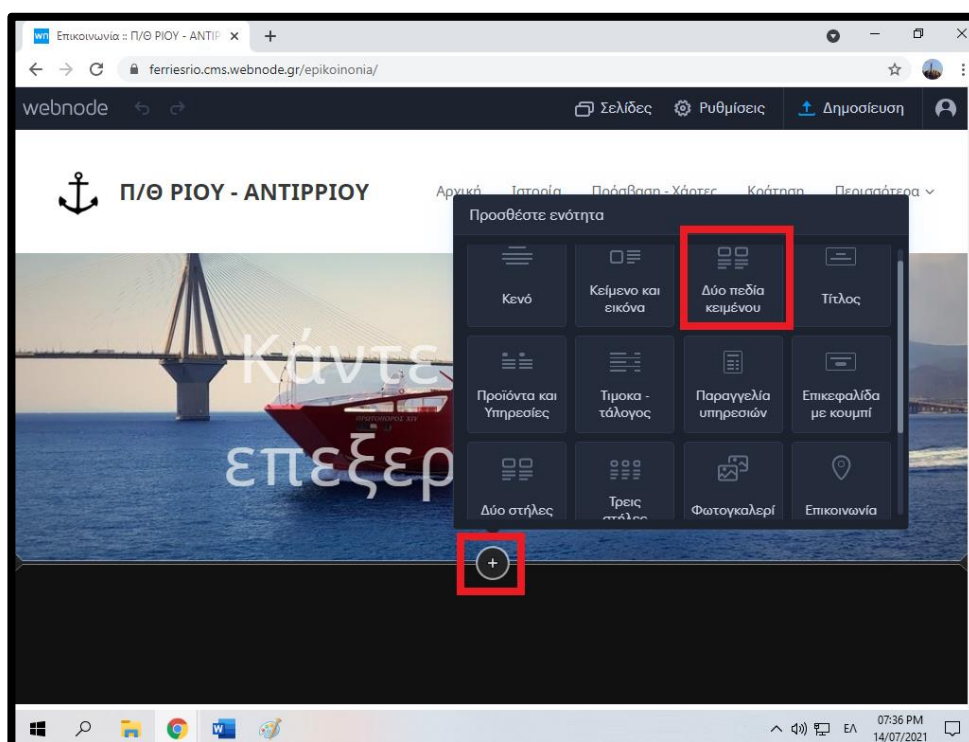 wn Επικοινωνία :: Π/Θ ΡΙΟΥ - ΑΝΤΙΡ
ferriesrio.cms.webnode.gr/epikoinonia/
webnode Σελίδες Ρυθμίσεις Δημοσίευση
Π/Θ ΡΙΟΥ - ΑΝΤΙΡΡΙΟΥ
Αρχική Ιστορία Πρόσβαση - Χάρτες Κράτηση Περισσότερα
Προσθέστε ενότητα
Κενό
Κείμενο και
εικόνα
Δύο πεδία
κειμένου
Τίτλος
Προϊόντα και
Υπηρεσίες
Τιμοκα -
τάλογος
Παραγγελία
υπηρεσιών
Επικεφαλίδα
με κουμπί
Δύο στήλες
Τρεις
στήλες
Φωτογκαλερί
Επικοινωνία
Κάντε
επεξερ
ΕΛ
07:36 PM
14/07/2021